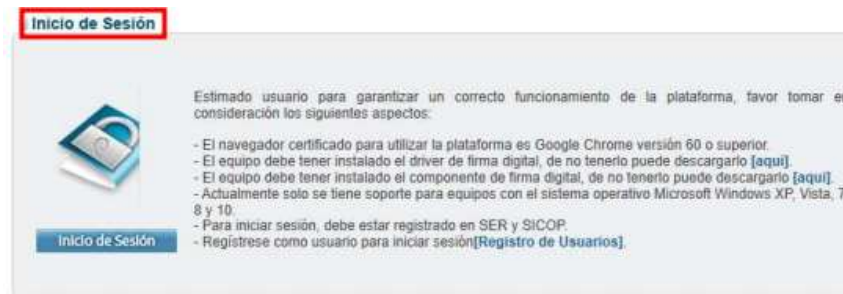 Inicio de Sesión
Estimado usuario para garantizar un correcto funcionamiento de la plataforma, favor tomar
consideración los siguientes aspectos:
- El navegador certificado para utilizar la plataforma es Google Chrome versión 60 o superior.
- El equipo debe tener instalado el driver de firma digital, de no tenerlo puede descargarlo [aquí].
- El equipo debe tener instalado el componente de firma digital, de no tenerlo puede descargarlo [aquí].
- Actualmente solo se tiene soporte para equipos con el sistema operativo Microsoft Windows XP, Vista, 7
8 y 10.
- Para iniciar sesión, debe estar registrado en SER y SICOP.
Inicio de Sesión
- Regístrese como usuario para iniciar sesión[Registro de Usuarios].